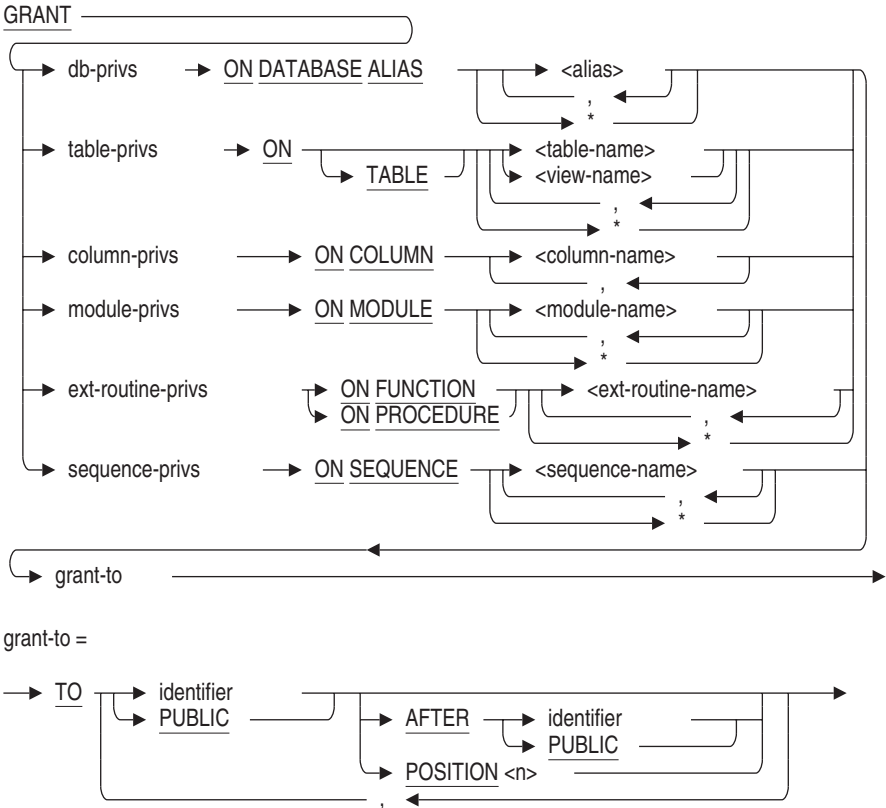 GRANT
db-privs ON DATABASE ALIAS <alias>
,
*
table-privs ON <table-name>
TABLE <view-name>
,
*
column-privs ON COLUMN <column-name>
,
module-privs ON MODULE <module-name>
,
*
ext-routine-privs ON FUNCTION <ext-routine-name>
ON PROCEDURE ,
*
sequence-privs ON SEQUENCE <sequence-name>
,
*
grant-to
grant-to =
TO identifier
PUBLIC AFTER identifier
PUBLIC
POSITION <n>
,